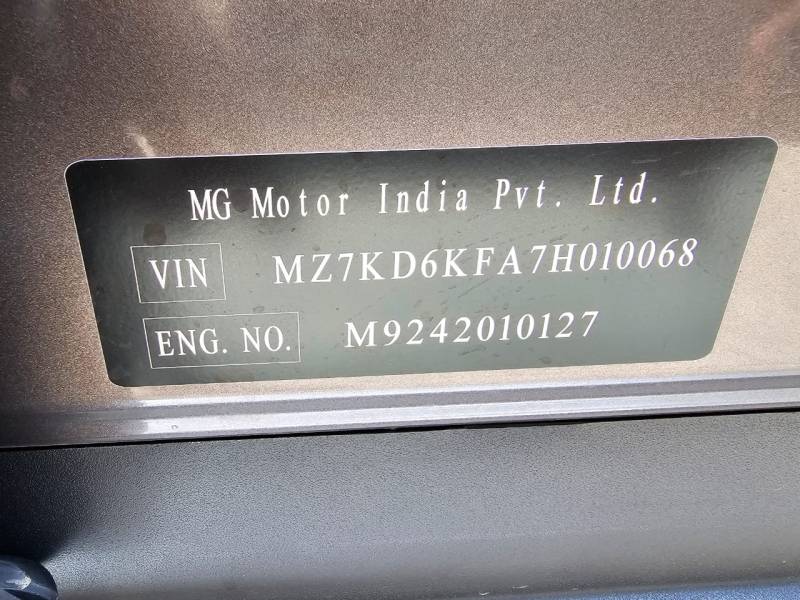 MG Motor India Pvt. Ltd.
VIN MZ7KD6KFA7H010068
ENG. NO. M9242010127